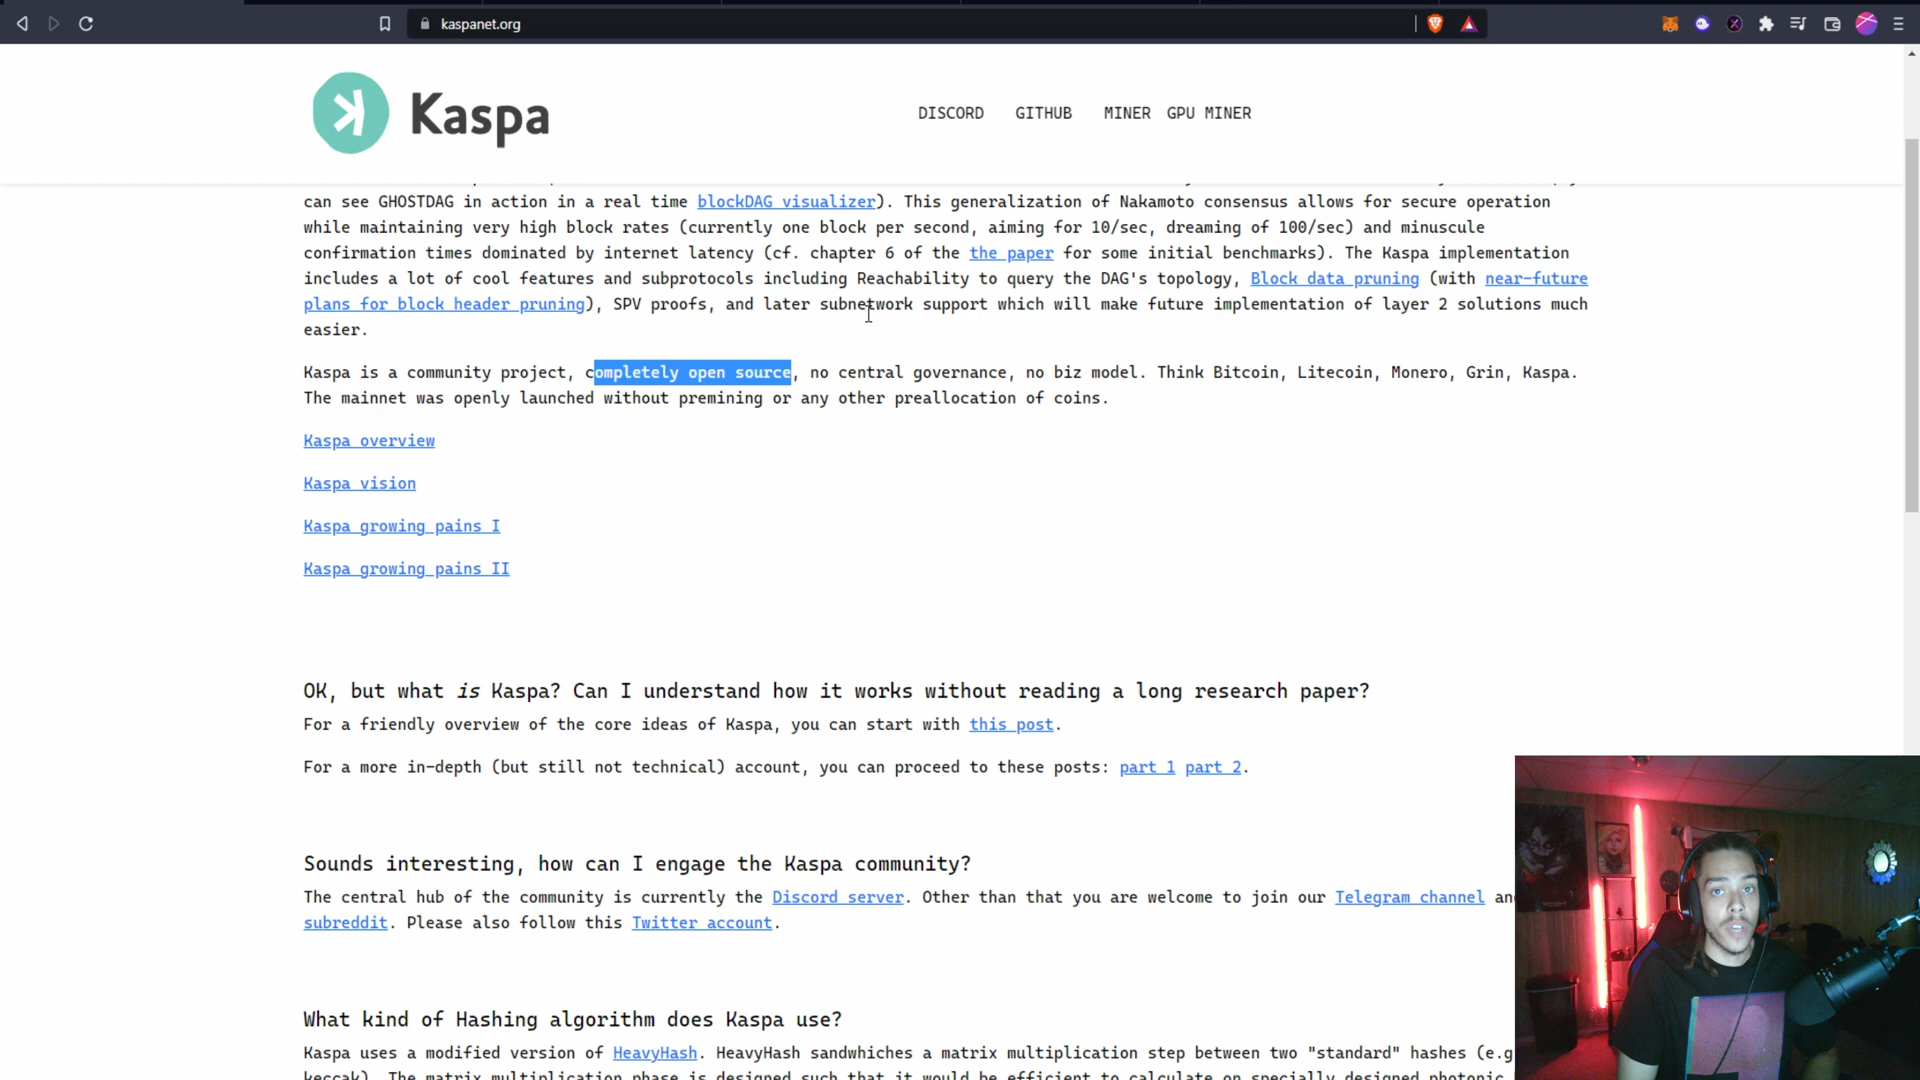 kaspanet.org
Kaspa
DISCORD GITHUB MINER GPU MINER
can see GHOSTDAG in action in a real time blockDAG visualizer). This generalization of Nakamoto consensus allows for secure operation
while maintaining very high block rates (currently one block per second, aiming for 10/sec, dreaming of 100/sec) and minuscule
confirmation times dominated by internet latency (cf. chapter 6 of the the paper for some initial benchmarks). The Kaspa implementation
includes a lot of cool features and subprotocols including Reachability to query the DAG's topology, Block data pruning (with near-future
plans for block header pruning), SPV proofs, and later subnetwork support which will make future implementation of layer 2 solutions much
easier.
Kaspa is a community project, completely open source, no central governance, no biz model. Think Bitcoin, Litecoin, Monero, Grin, Kaspa.
The mainnet was openly launched without premining or any other preallocation of coins.
Kaspa overview
Kaspa vision
Kaspa growing pains I
Kaspa growing pains II
OK, but what is Kaspa? Can I understand how it works without reading a long research paper?
For a friendly overview of the core ideas of Kaspa, you can start with this post.
For a more in-depth (but still not technical) account, you can proceed to these posts: part 1 part 2.
Sounds interesting, how can I engage the Kaspa community?
The central hub of the community is currently the Discord server. Other than that you are welcome to join our Telegram channel
subreddit. Please also follow this Twitter account.
What kind of Hashing algorithm does Kaspa use?
Kaspa uses a modified version of HeavyHash. HeavyHash sandwhiches a matrix multiplication step between two "standard" hashes (e.g
keccak). The matrix multiplication phase is designed such that it would be efficient to calculate on specially designed photonic